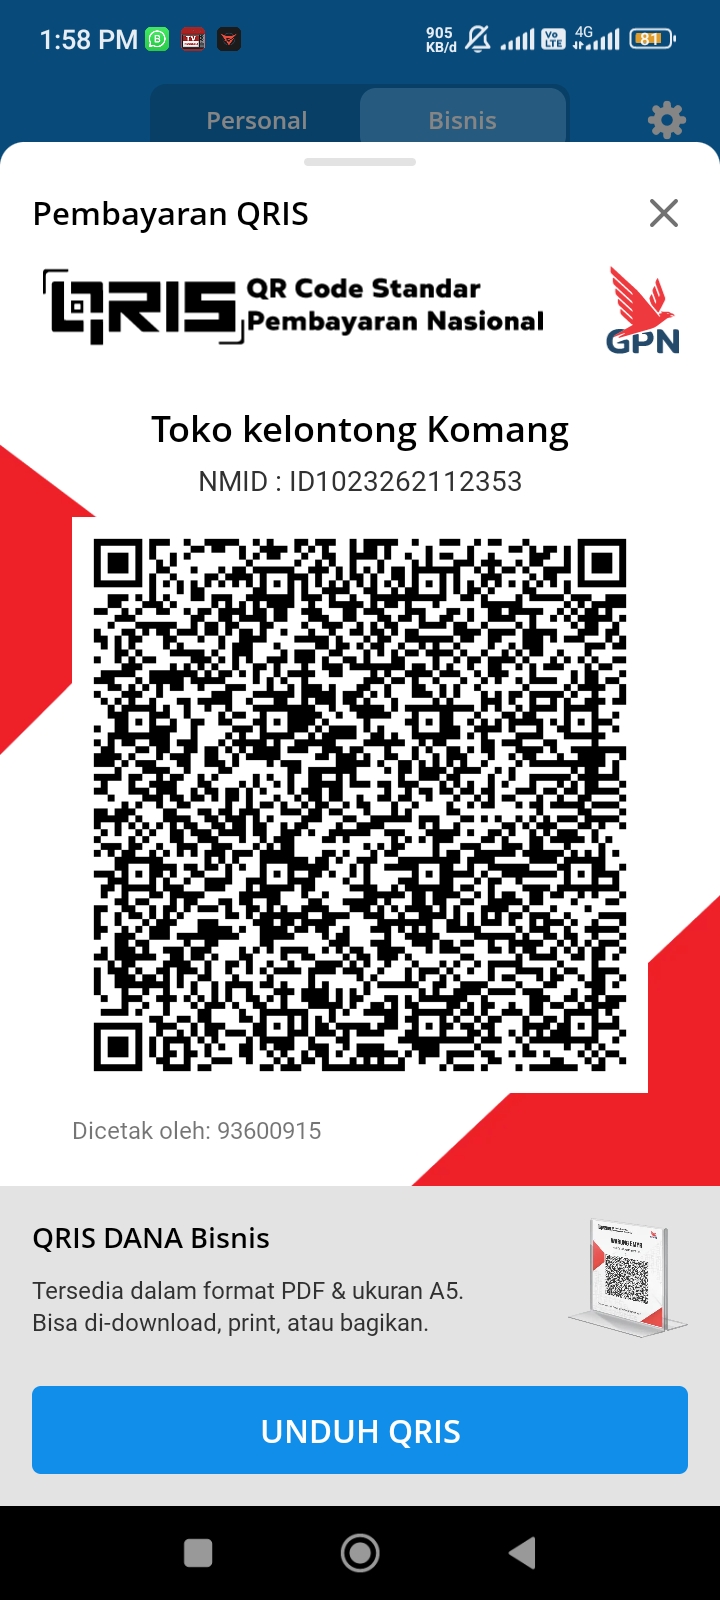 1:58 PM
905 KB/d
Vo LTE
4G
81
Personal
Bisnis
Pembayaran QRIS
QRIS QR Code Standar
Pembayaran Nasional
GPN
Toko kelontong Komang
NMID : ID1023262112353
Dicetak oleh: 93600915
QRIS DANA Bisnis
Tersedia dalam format PDF & ukuran A5.
Bisa di-download, print, atau bagikan.
UNDUH QRIS